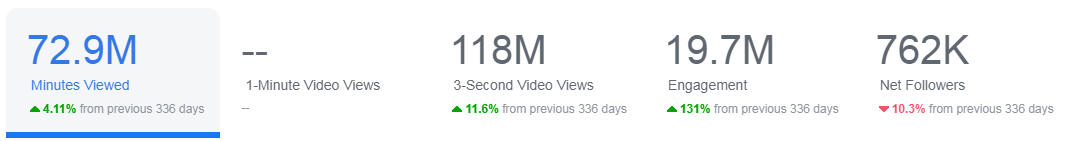 72.9M
Minutes Viewed
4.11% from previous 336 days
--
1-Minute Video Views
--
118M
3-Second Video Views
11.6% from previous 336 days
19.7M
Engagement
131% from previous 336 days
762K
Net Followers
10.3% from previous 336 days